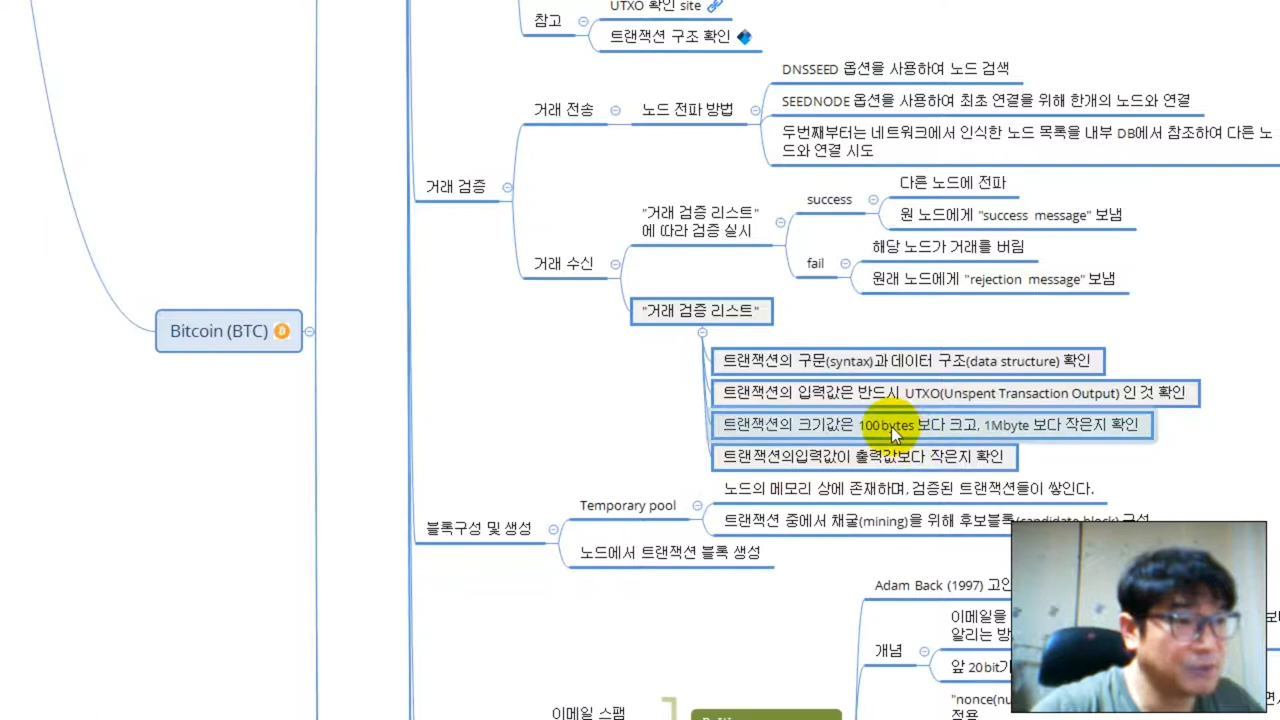 UTXO 확인 site
참고
트랜잭션 구조 확인
DNSSEED 옵션을 사용하여 노드 검색
거래 전송
노드 전파 방법
SEEDNODE 옵션을 사용하여 최초 연결을 위해 한개의 노드와 연결
두번째부터는 네트워크에서 인식한 노드 목록을 내부 DB에서 참조하여 다른 노
드와 연결 시도
거래 검증
다른 노드에 전파
success
"거래 검증 리스트"
에 따라 검증 실시
원 노드에게 "success message" 보냄
거래 수신
해당 노드가 거래를 버림
fail
원래 노드에게 "rejection message" 보냄
"거래 검증 리스트"
Bitcoin (BTC)
트랜잭션의 구문(syntax)과 데이터 구조(data structure) 확인
트랜잭션의 입력값은 반드시 UTXO(Unspent Transaction Output) 인 것 확인
트랜잭션의 크기값은 100bytes 보다 크고, 1Mbyte 보다 작은지 확인
트랜잭션의입력값이 출력값보다 작은지 확인
노드의 메모리 상에 존재하며, 검증된 트랜잭션들이 쌓인다.
Temporary pool
트랜잭션 중에서 채굴(mining)을 위해 후보블록(candidate block) 구성
블록구성 및 생성
노드에서 트랜잭션 블록 생성
Adam Back (1997) 고안
이메일을
알리는 방
개념
앞 20bit가
"nonce(nu
적용
이메일 스팸